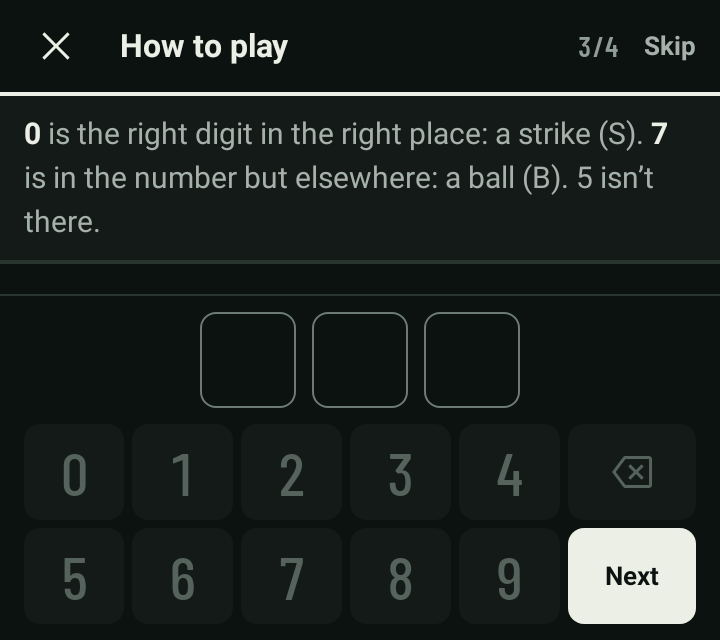 How to play
3/4 Skip
0 is the right digit in the right place: a strike (S). 7
is in the number but elsewhere: a ball (B). 5 isn’t
there.
0 1 2 3 4
5 6 7 8 9 Next